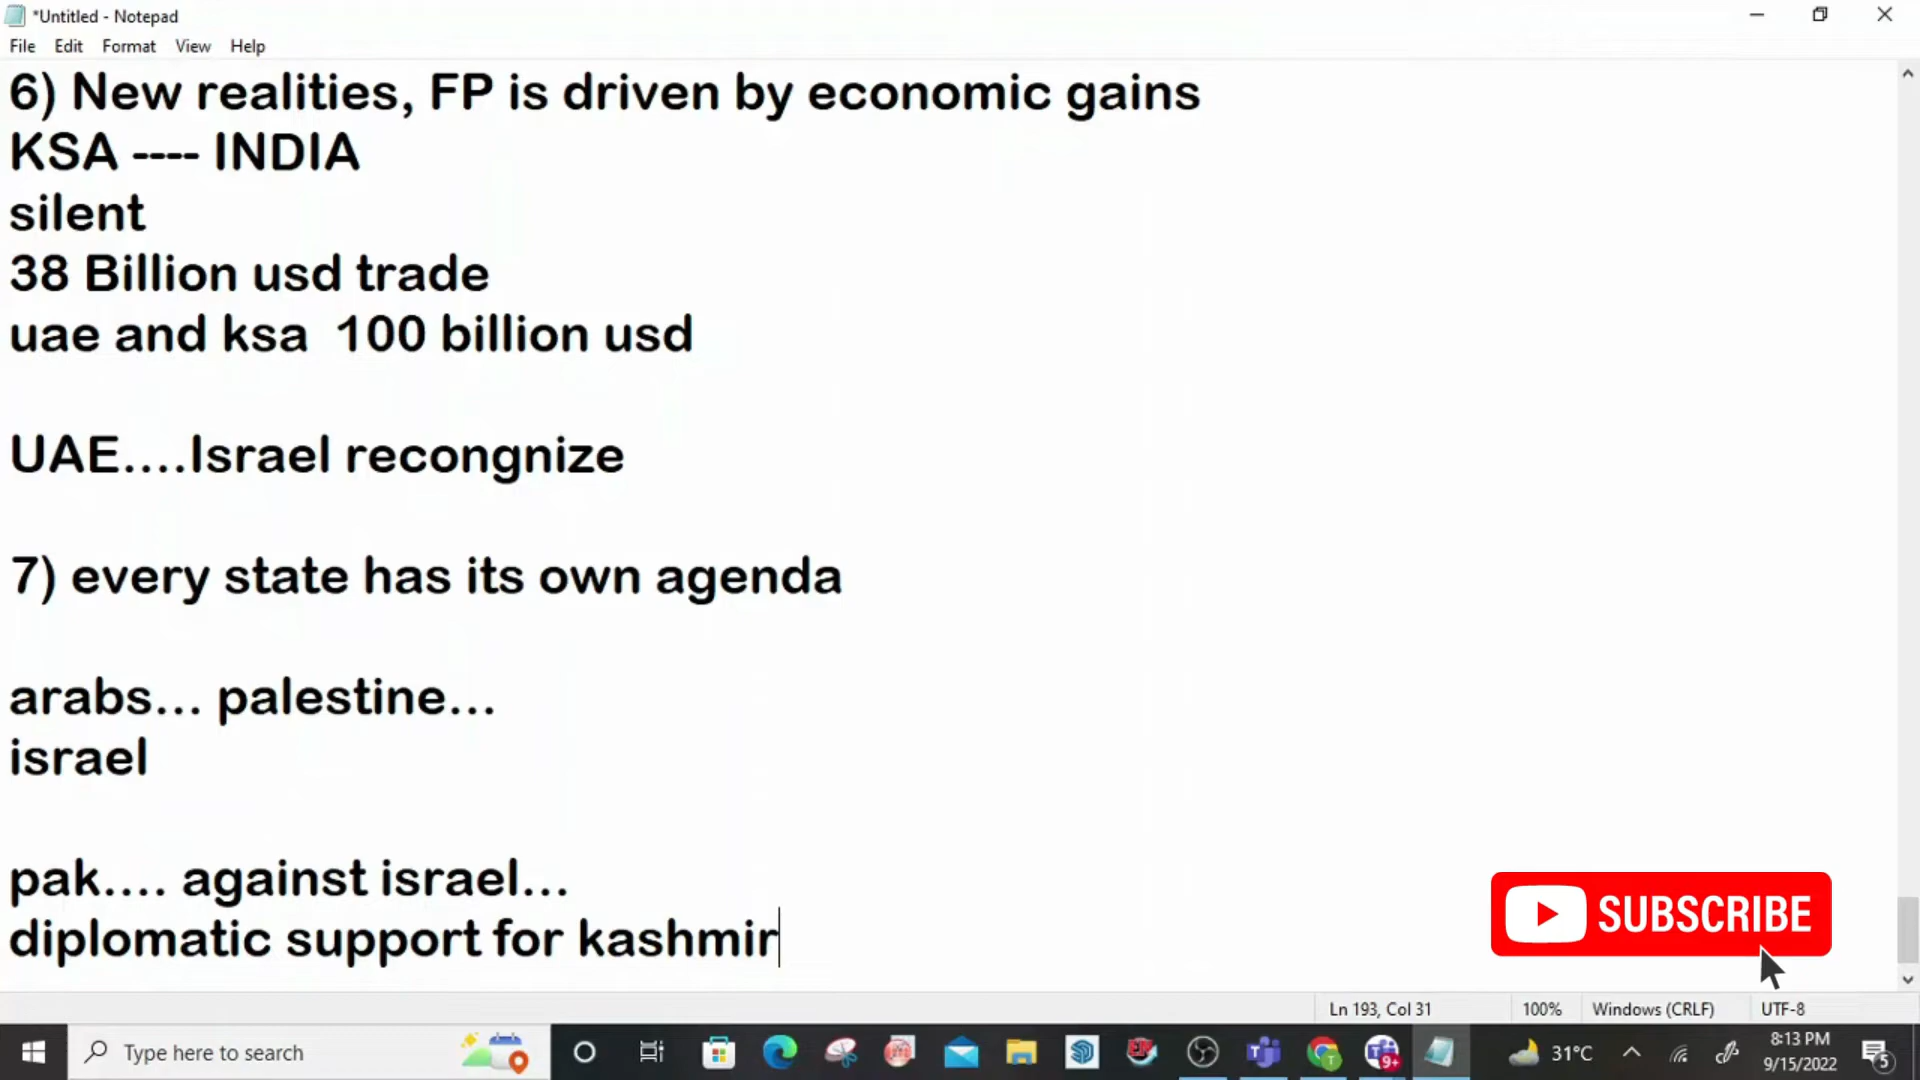 *Untitled - Notepad
File Edit Format View Help
6) New realities, FP is driven by economic gains
KSA ---- INDIA
silent
38 Billion usd trade
uae and ksa  100 billion usd
UAE....Israel recongnize
7) every state has its own agenda
arabs... palestine...
israel
pak.... against israel...
diplomatic support for kashmir
SUBSCRIBE
Ln 193, Col 31 100% Windows (CRLF) UTF-8
Type here to search 9+ 31°C 8:13 PM 9/15/2022 5